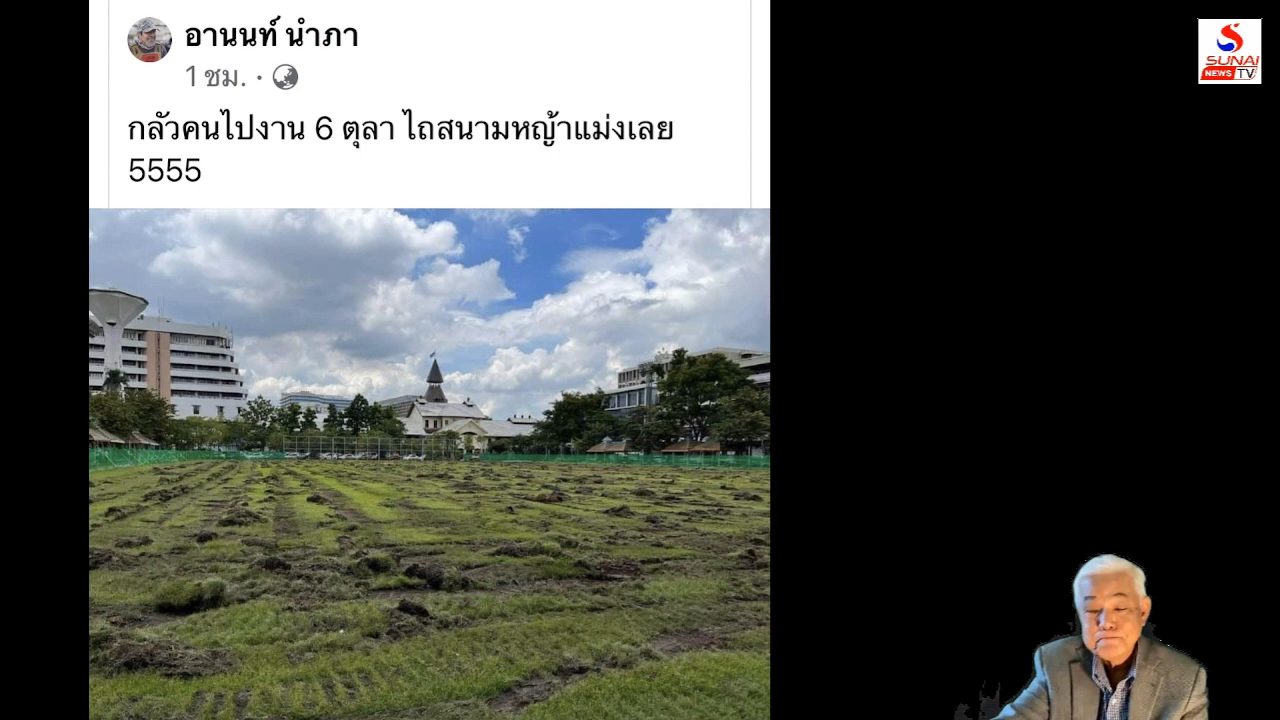 อานนท์ นำภา
1 ชม. ·
กลัวคนไปงาน 6 ตุลา ไถสนามหญ้าแม่งเลย
5555
SUNAI
NEWS TV